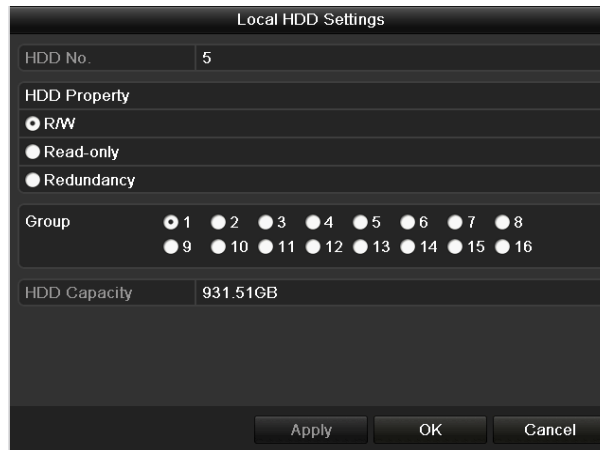 Local HDD Settings
HDD No. 5
HDD Property
R/W
Read-only
Redundancy
Group 1 2 3 4 5 6 7 8
9 10 11 12 13 14 15 16
HDD Capacity 931.51GB
Apply OK Cancel